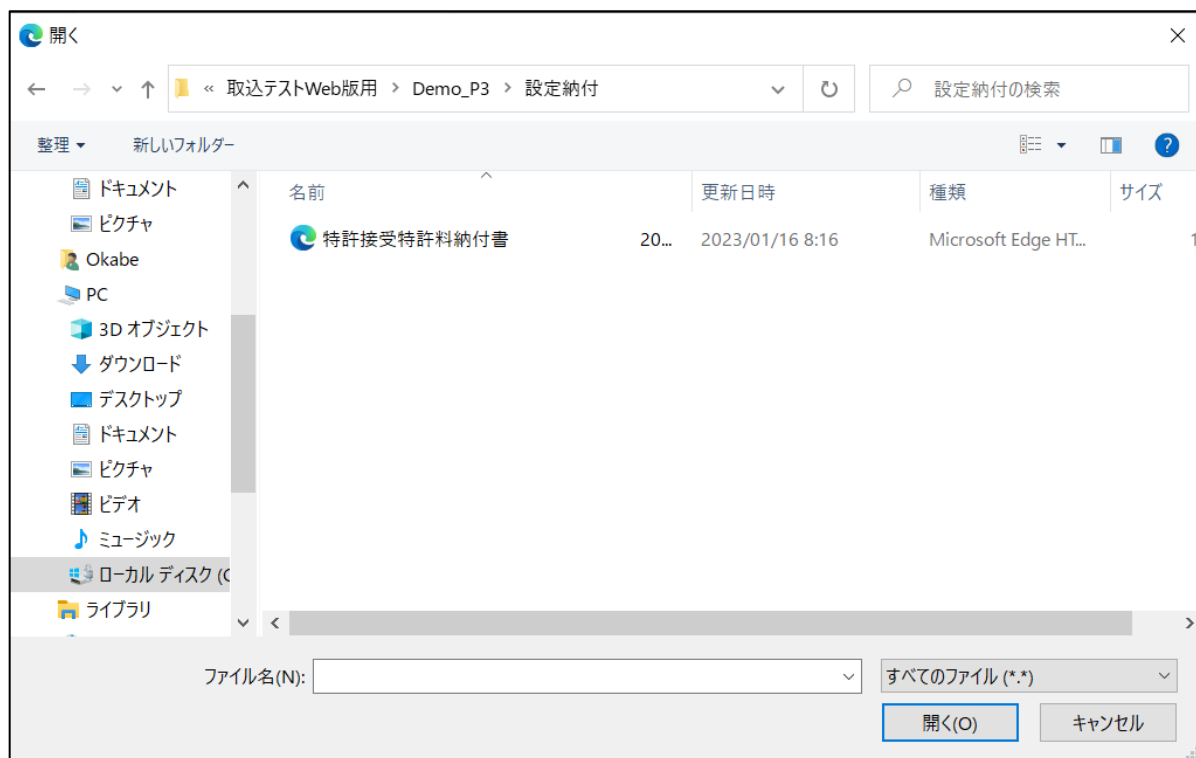 開く
« 取込テストWeb版用 > Demo_P3 > 設定納付
設定納付の検索
整理
新しいフォルダー
?
名前 更新日時 種類 サイズ
特許接受特許料納付書 20... 2023/01/16 8:16 Microsoft Edge HT... 1
ドキュメント
ピクチャ
Okabe
PC
3D オブジェクト
ダウンロード
デスクトップ
ドキュメント
ピクチャ
ビデオ
ミュージック
ローカル ディスク (C
ライブラリ
ファイル名(N):
すべてのファイル (*.*)
開く(O)
キャンセル